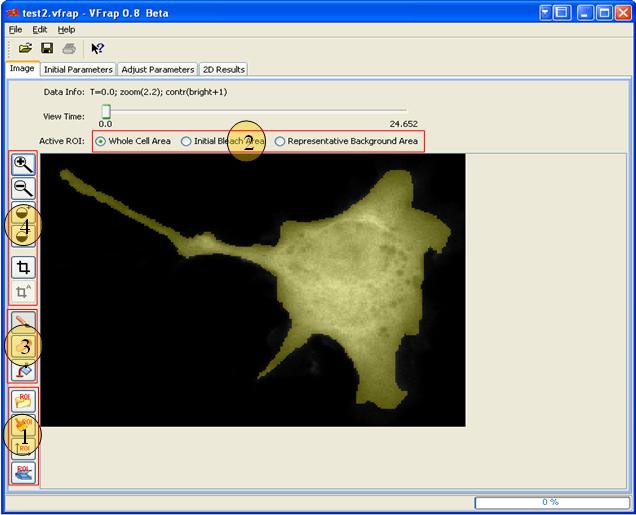 test2.vfrap - VFrap 0.8 Beta
File Edit Help
Image Initial Parameters Adjust Parameters 2D Results
Data Info: T=0.0; zoom(2.2); contr(bright+1)
View Time:
0.0 24.652
Active ROI: Whole Cell Area Initial Bleach Area Representative Background Area
2
4
A
3
ROI
ROI
1
ROI
ROI
0 %